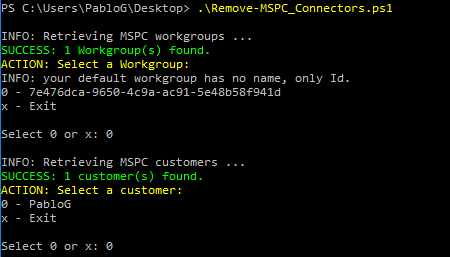 PS C:\Users\PabloG\Desktop> .\Remove-MSPC_Connectors.ps1
INFO: Retrieving MSPC workgroups ...
SUCCESS: 1 Workgroup(s) found.
ACTION: Select a Workgroup:
INFO: your default workgroup has no name, only Id.
0 - 7e476dca-9650-4c9a-ac91-5e48b58f941d
x - Exit
Select 0 or x: 0
INFO: Retrieving MSPC customers ...
SUCCESS: 1 customer(s) found.
ACTION: Select a customer:
0 - PabloG
x - Exit
Select 0 or x: 0